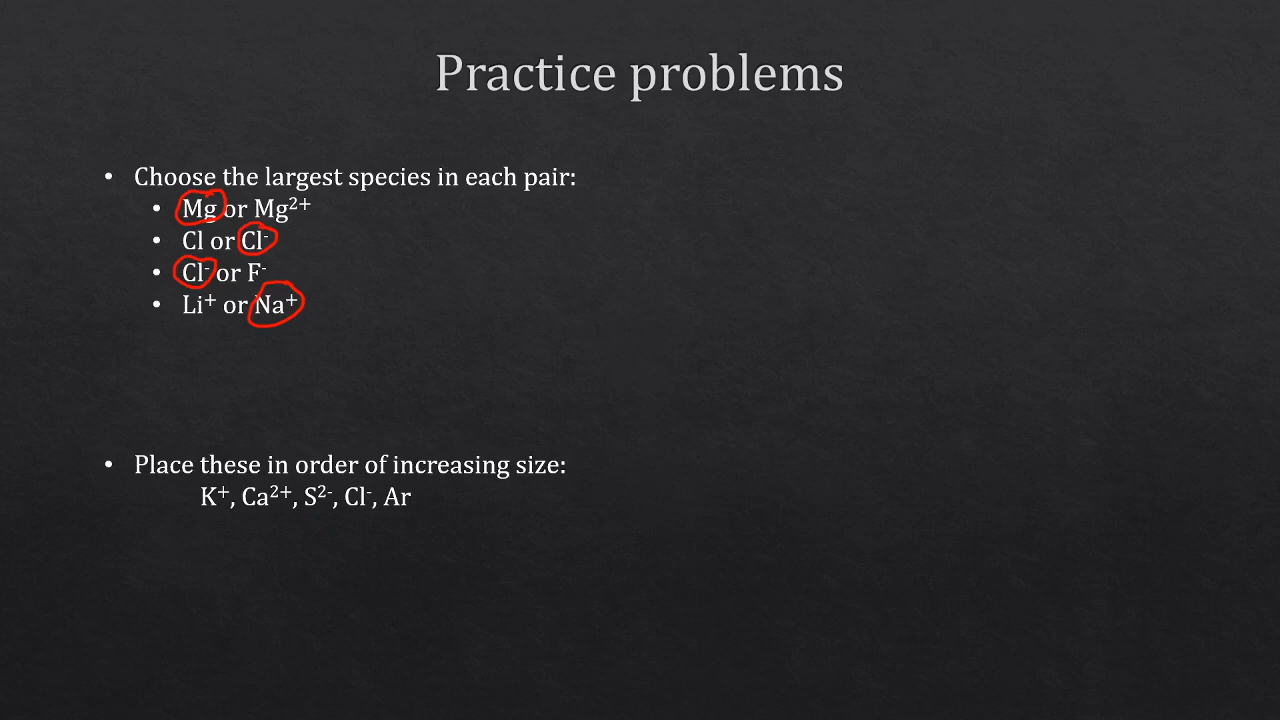 Practice problems
• Choose the largest species in each pair:
• Mg or Mg²⁺
• Cl or Cl⁻
• Cl⁻ or F⁻
• Li⁺ or Na⁺
• Place these in order of increasing size:
K⁺, Ca²⁺, S²⁻, Cl⁻, Ar